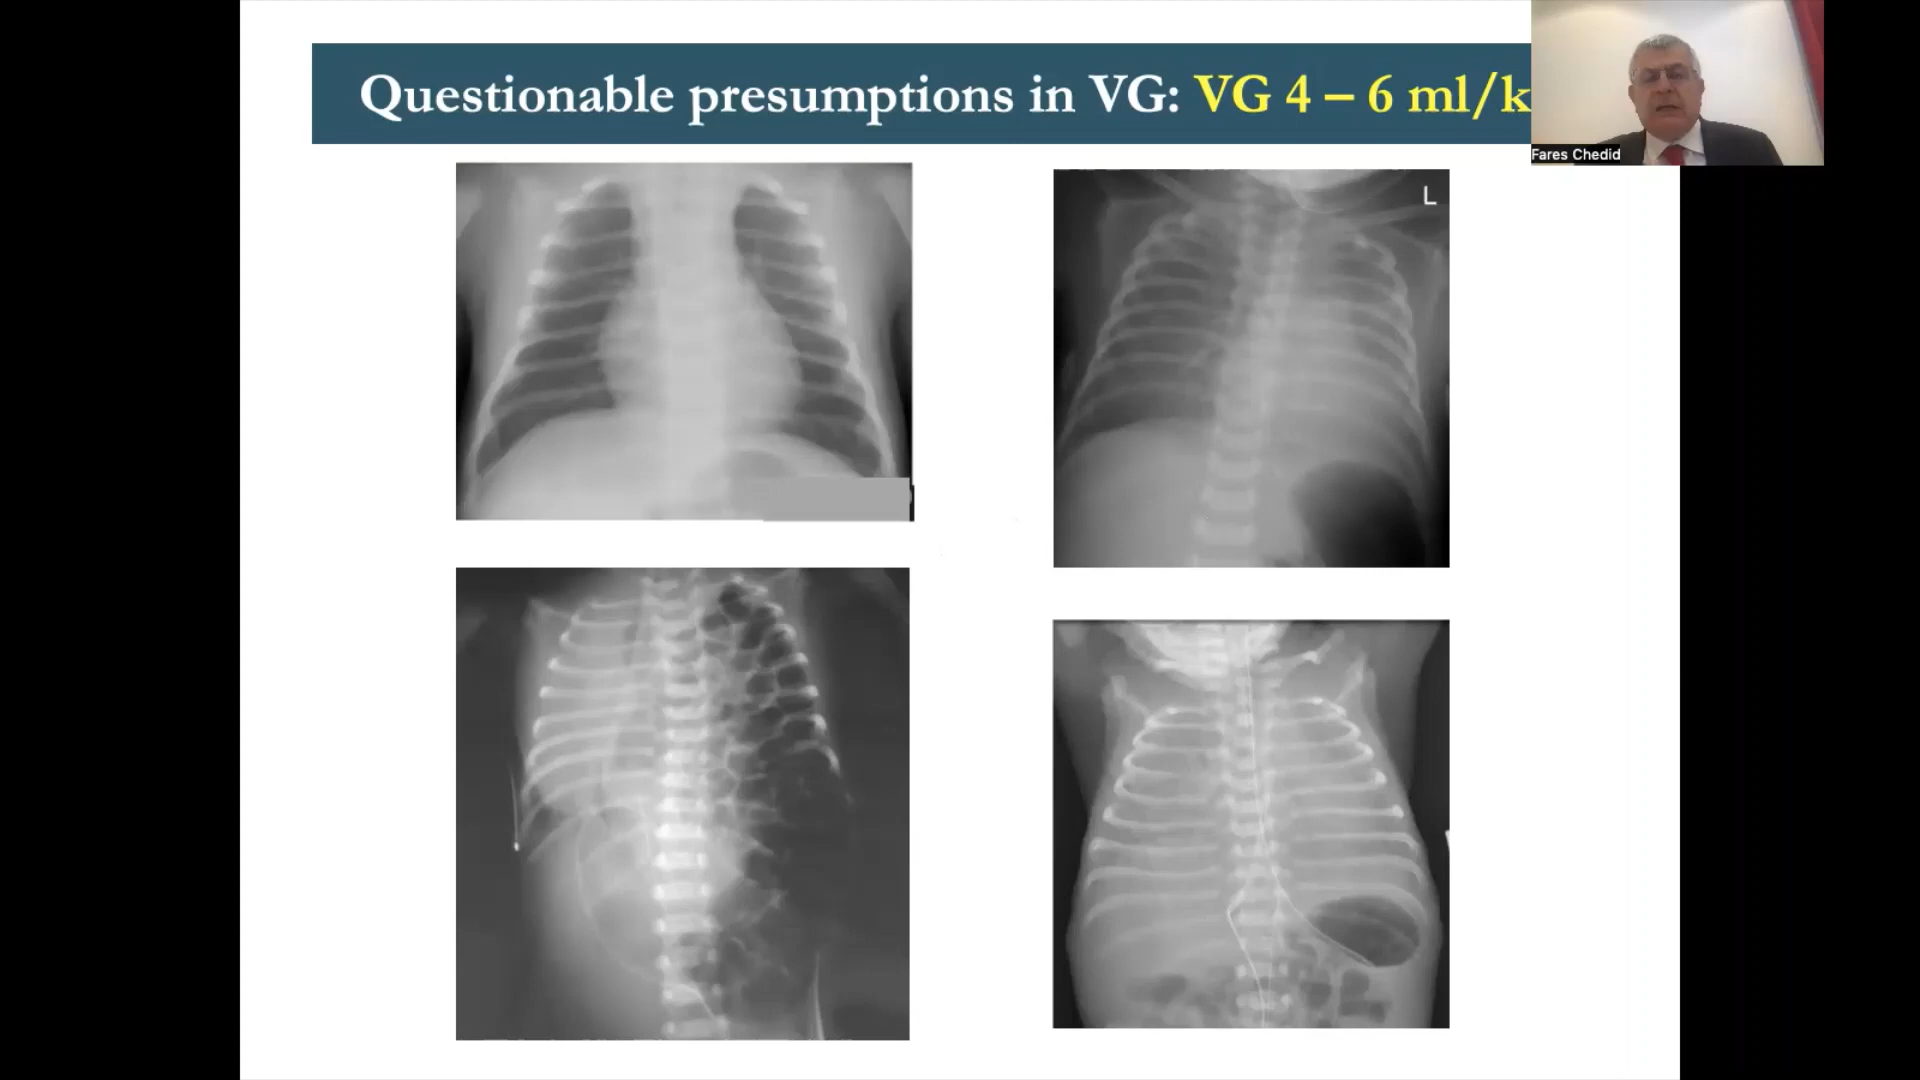 Questionable presumptions in VG: VG 4 – 6 ml/k
Fares Chedid
L